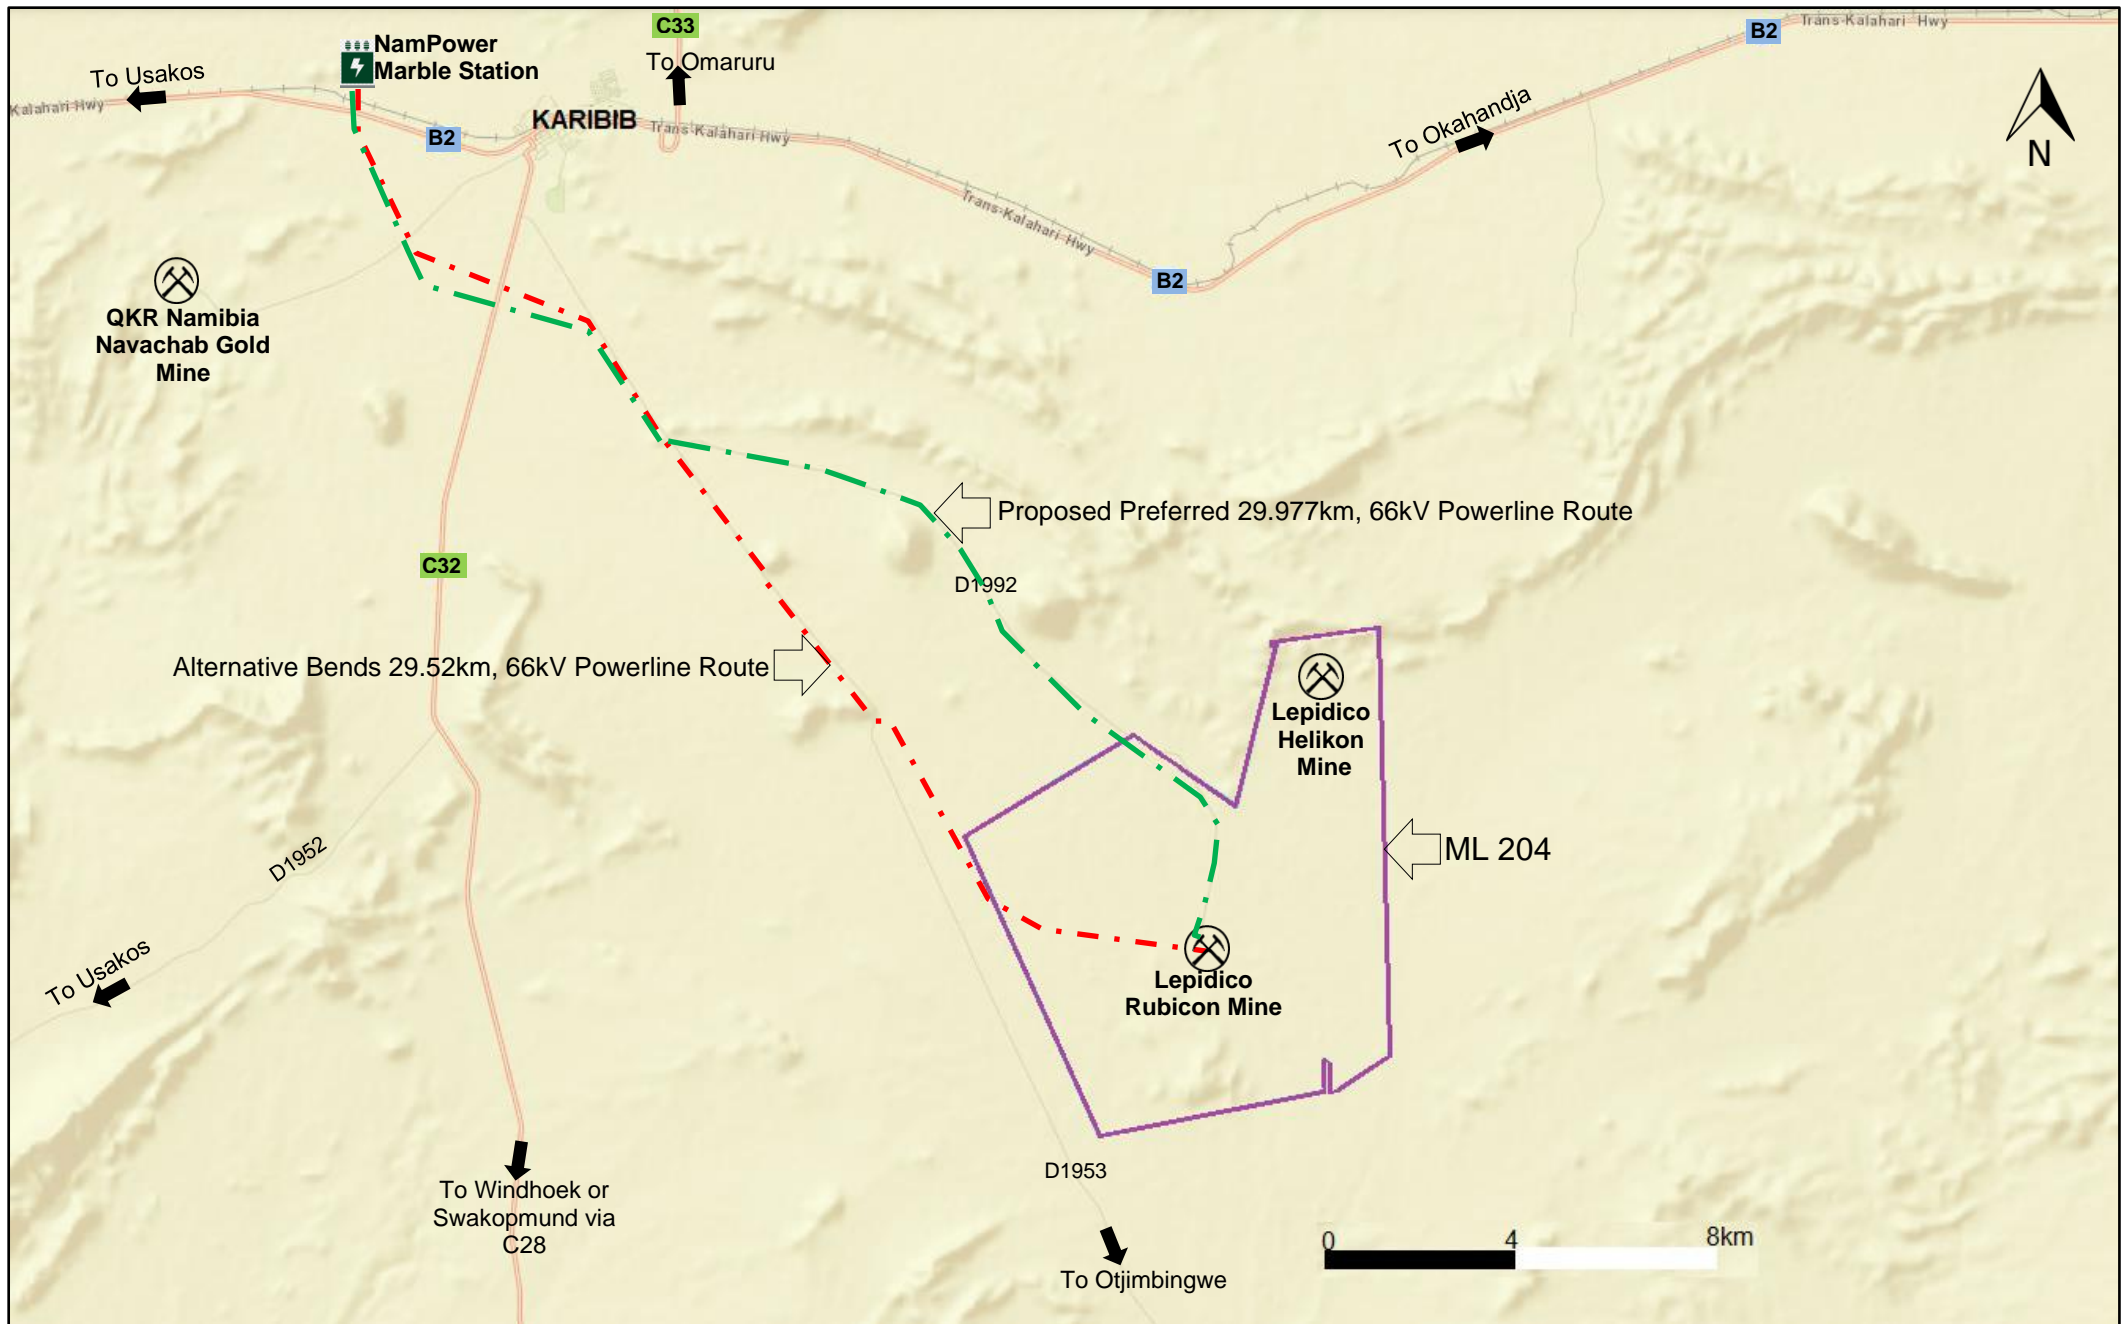 C33
B2
Trans-Kalahari Hwy
NamPower
Marble Station
To Omaruru
To Usakos
Kalahari Hwy
B2
KARIBIB
Trans-Kalahari Hwy
To Okahandja
N
Trans-Kalahari Hwy
B2
QKR Namibia
Navachab Gold
Mine
Proposed Preferred 29.977km, 66kV Powerline Route
C32
D1992
Alternative Bends 29.52km, 66kV Powerline Route
Lepidico
Helikon
Mine
D1952
ML 204
To Usakos
Lepidico
Rubicon Mine
D1953
To Windhoek or
Swakopmund via
C28
To Otjimbingwe
0 4 8km